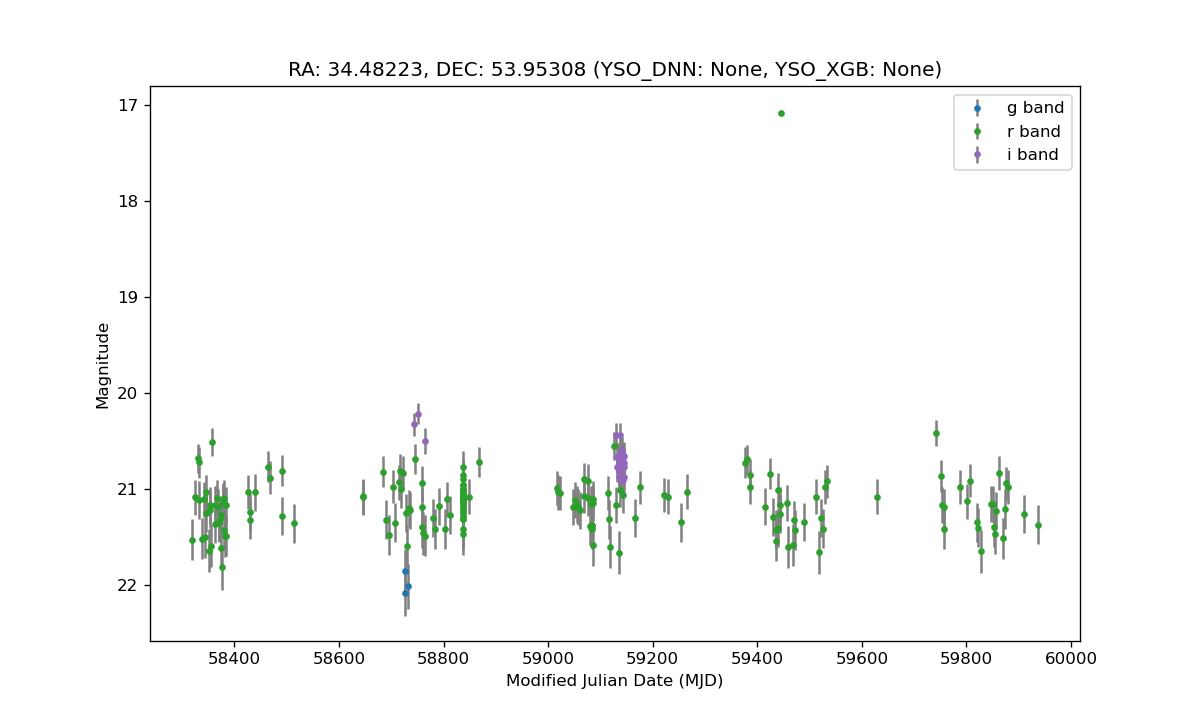 RA: 34.48223, DEC: 53.95308 (YSO_DNN: None, YSO_XGB: None)
g band
r band
i band
17
18
19
20
21
22
Magnitude
58400 58600 58800 59000 59200 59400 59600 59800 60000
Modified Julian Date (MJD)